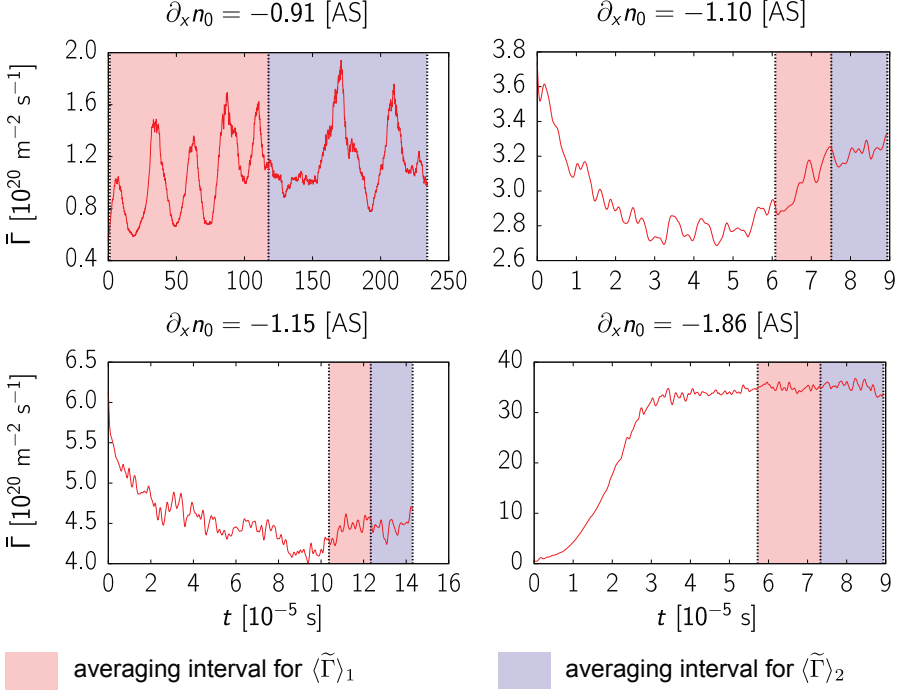 ∂ₓn₀ = −0.91 [AS]
∂ₓn₀ = −1.10 [AS]
Γ̄ [10²⁰ m⁻² s⁻¹]
2.0
1.6
1.2
0.8
0.4
0 50 100 150 200 250
3.8
3.6
3.4
3.2
3.0
2.8
2.6
0 1 2 3 4 5 6 7 8 9
∂ₓn₀ = −1.15 [AS]
∂ₓn₀ = −1.86 [AS]
Γ̄ [10²⁰ m⁻² s⁻¹]
6.5
6.0
5.5
5.0
4.5
4.0
0 2 4 6 8 10 12 14 16
t [10⁻⁵ s]
40
30
20
10
0
0 1 2 3 4 5 6 7 8 9
t [10⁻⁵ s]
averaging interval for ⟨Γ̃⟩₁
averaging interval for ⟨Γ̃⟩₂